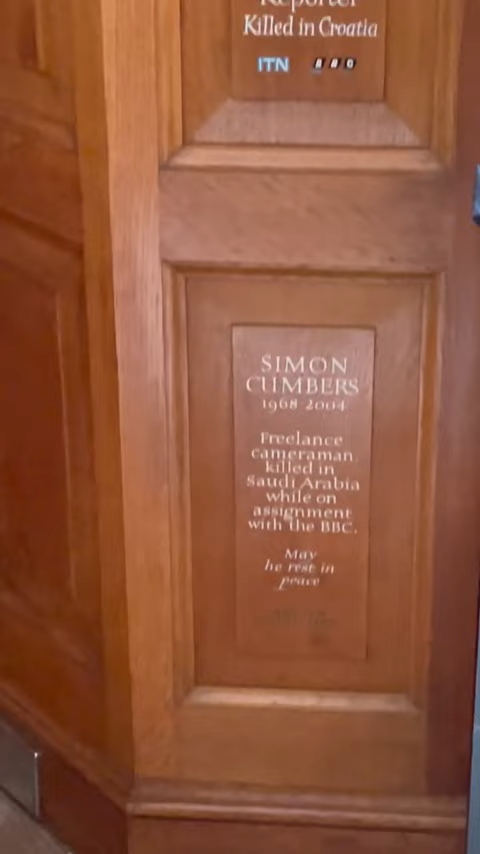 Reporter
Killed in Croatia
ITN BBC
SIMON
CUMBERS
1968 2004
Freelance
cameraman
killed in
Saudi Arabia
while on
assignment
with the BBC.
May
he rest in
peace